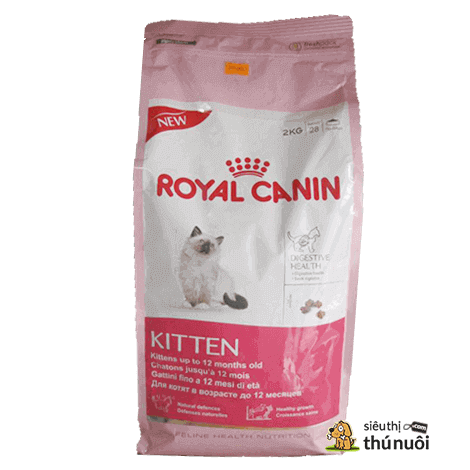 NEW
2KG
28
ROYAL CANIN
DIGESTIVE
HEALTH
KITTEN
Kittens up to 12 months old
Chatons jusqu'à 12 mois
Gattini fino a 12 mesi di età
Для котят в возрасте до 12 месяцев
Natural defences
Défenses naturelles
Healthy growth
Croissance saine
FELINE HEALTH NUTRITION
siêuthị .com
thúnuôi